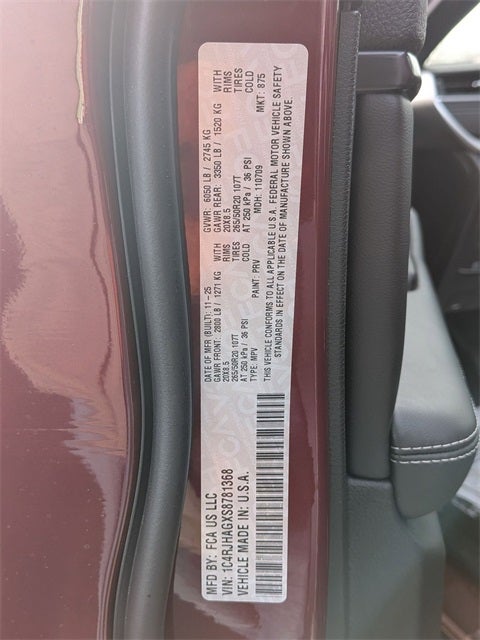 MFD BY: FCA US LLC
DATE OF MFR (BUILT): 11-25
GVWR: 6050 LB / 2745 KG
GAWR FRONT: 2800 LB / 1271 KG WITH
GAWR REAR: 3350 LB / 1520 KG WITH
20X8.5 RIMS
20X8.5 RIMS
265/50R20 107T TIRES
265/50R20 107T TIRES
AT 250 kPa / 36 PSI COLD
AT 250 kPa / 36 PSI COLD
TYPE: MPV
PAINT: PRV
MDH: 110709
MKT: 875
THIS VEHICLE CONFORMS TO ALL APPLICABLE U.S.A. FEDERAL MOTOR VEHICLE SAFETY
STANDARDS IN EFFECT ON THE DATE OF MANUFACTURE SHOWN ABOVE.
VIN: 1C4RJHAGXS8781368
VEHICLE MADE IN: U.S.A.